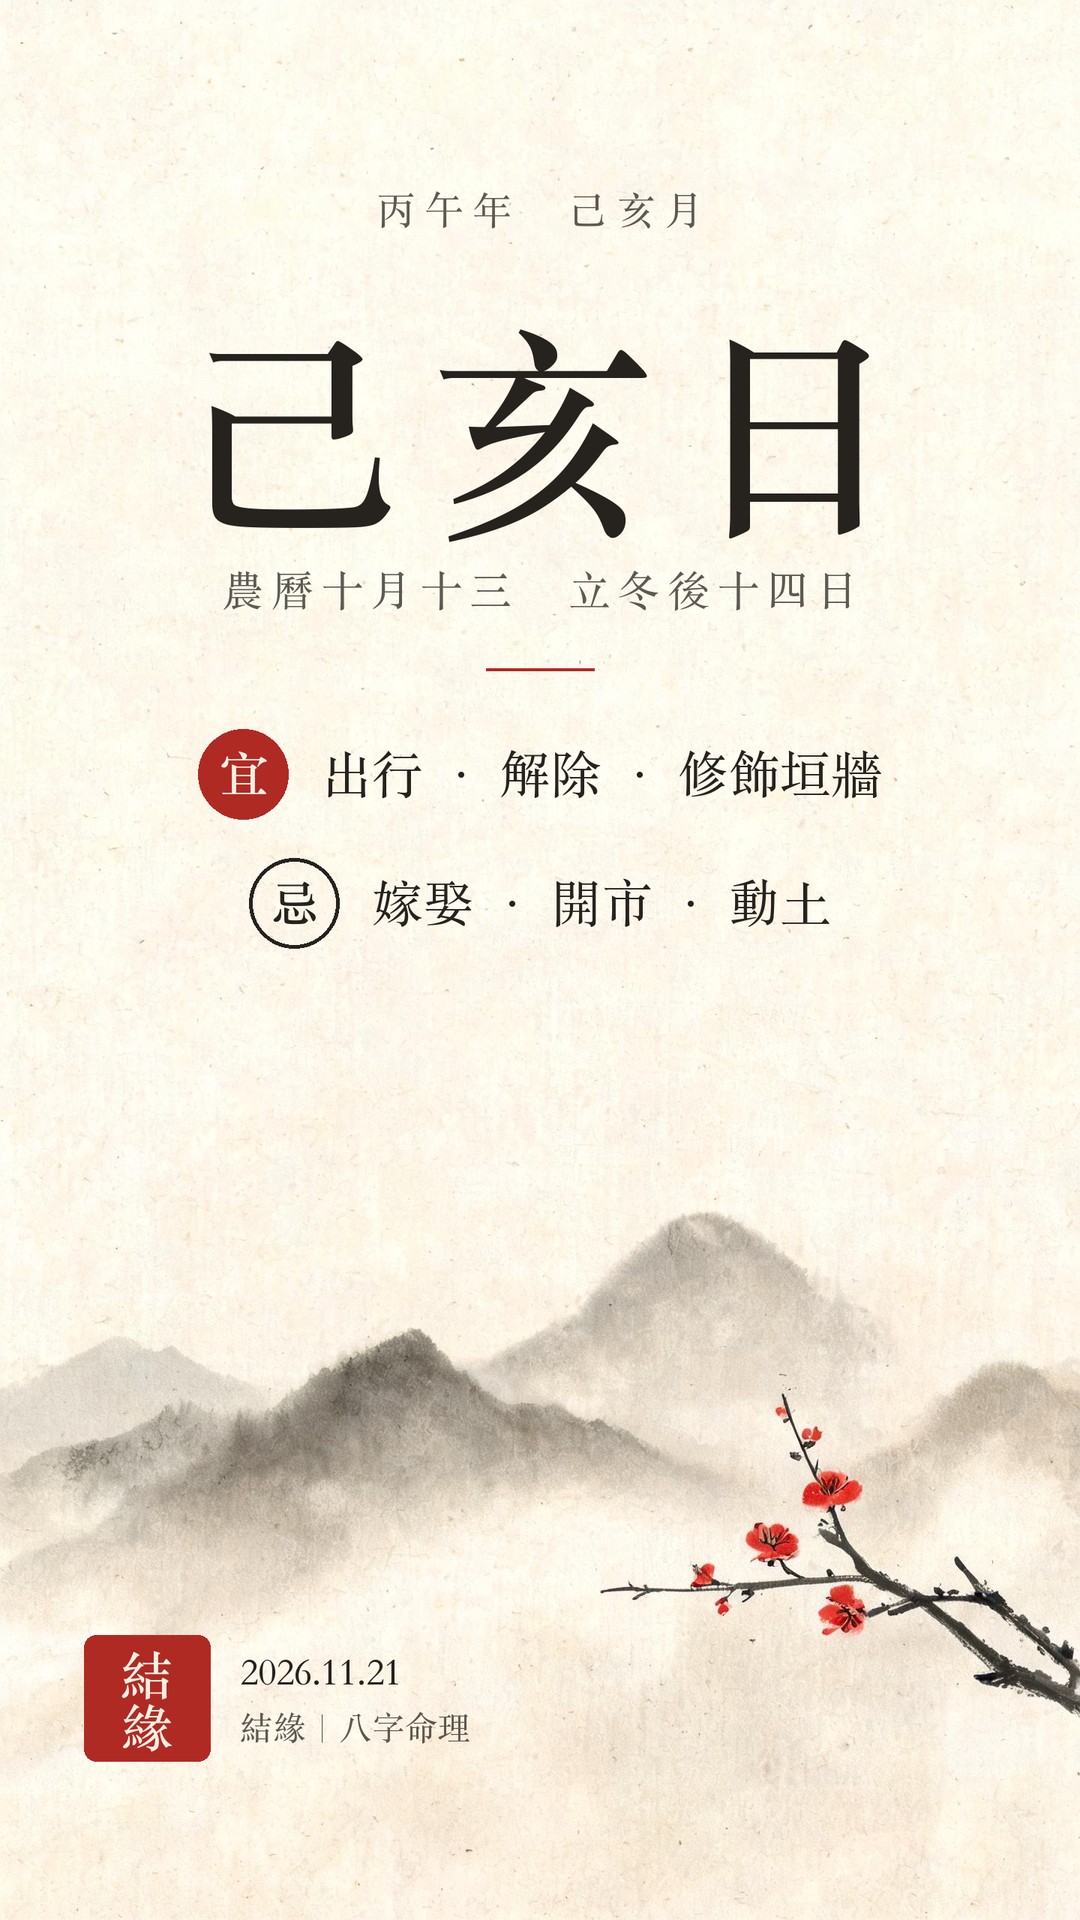 丙午年　己亥月
己亥日
農曆十月十三　立冬後十四日
宜 出行 · 解除 · 修飾垣牆
忌 嫁娶 · 開市 · 動土
結緣
2026.11.21
結緣｜八字命理